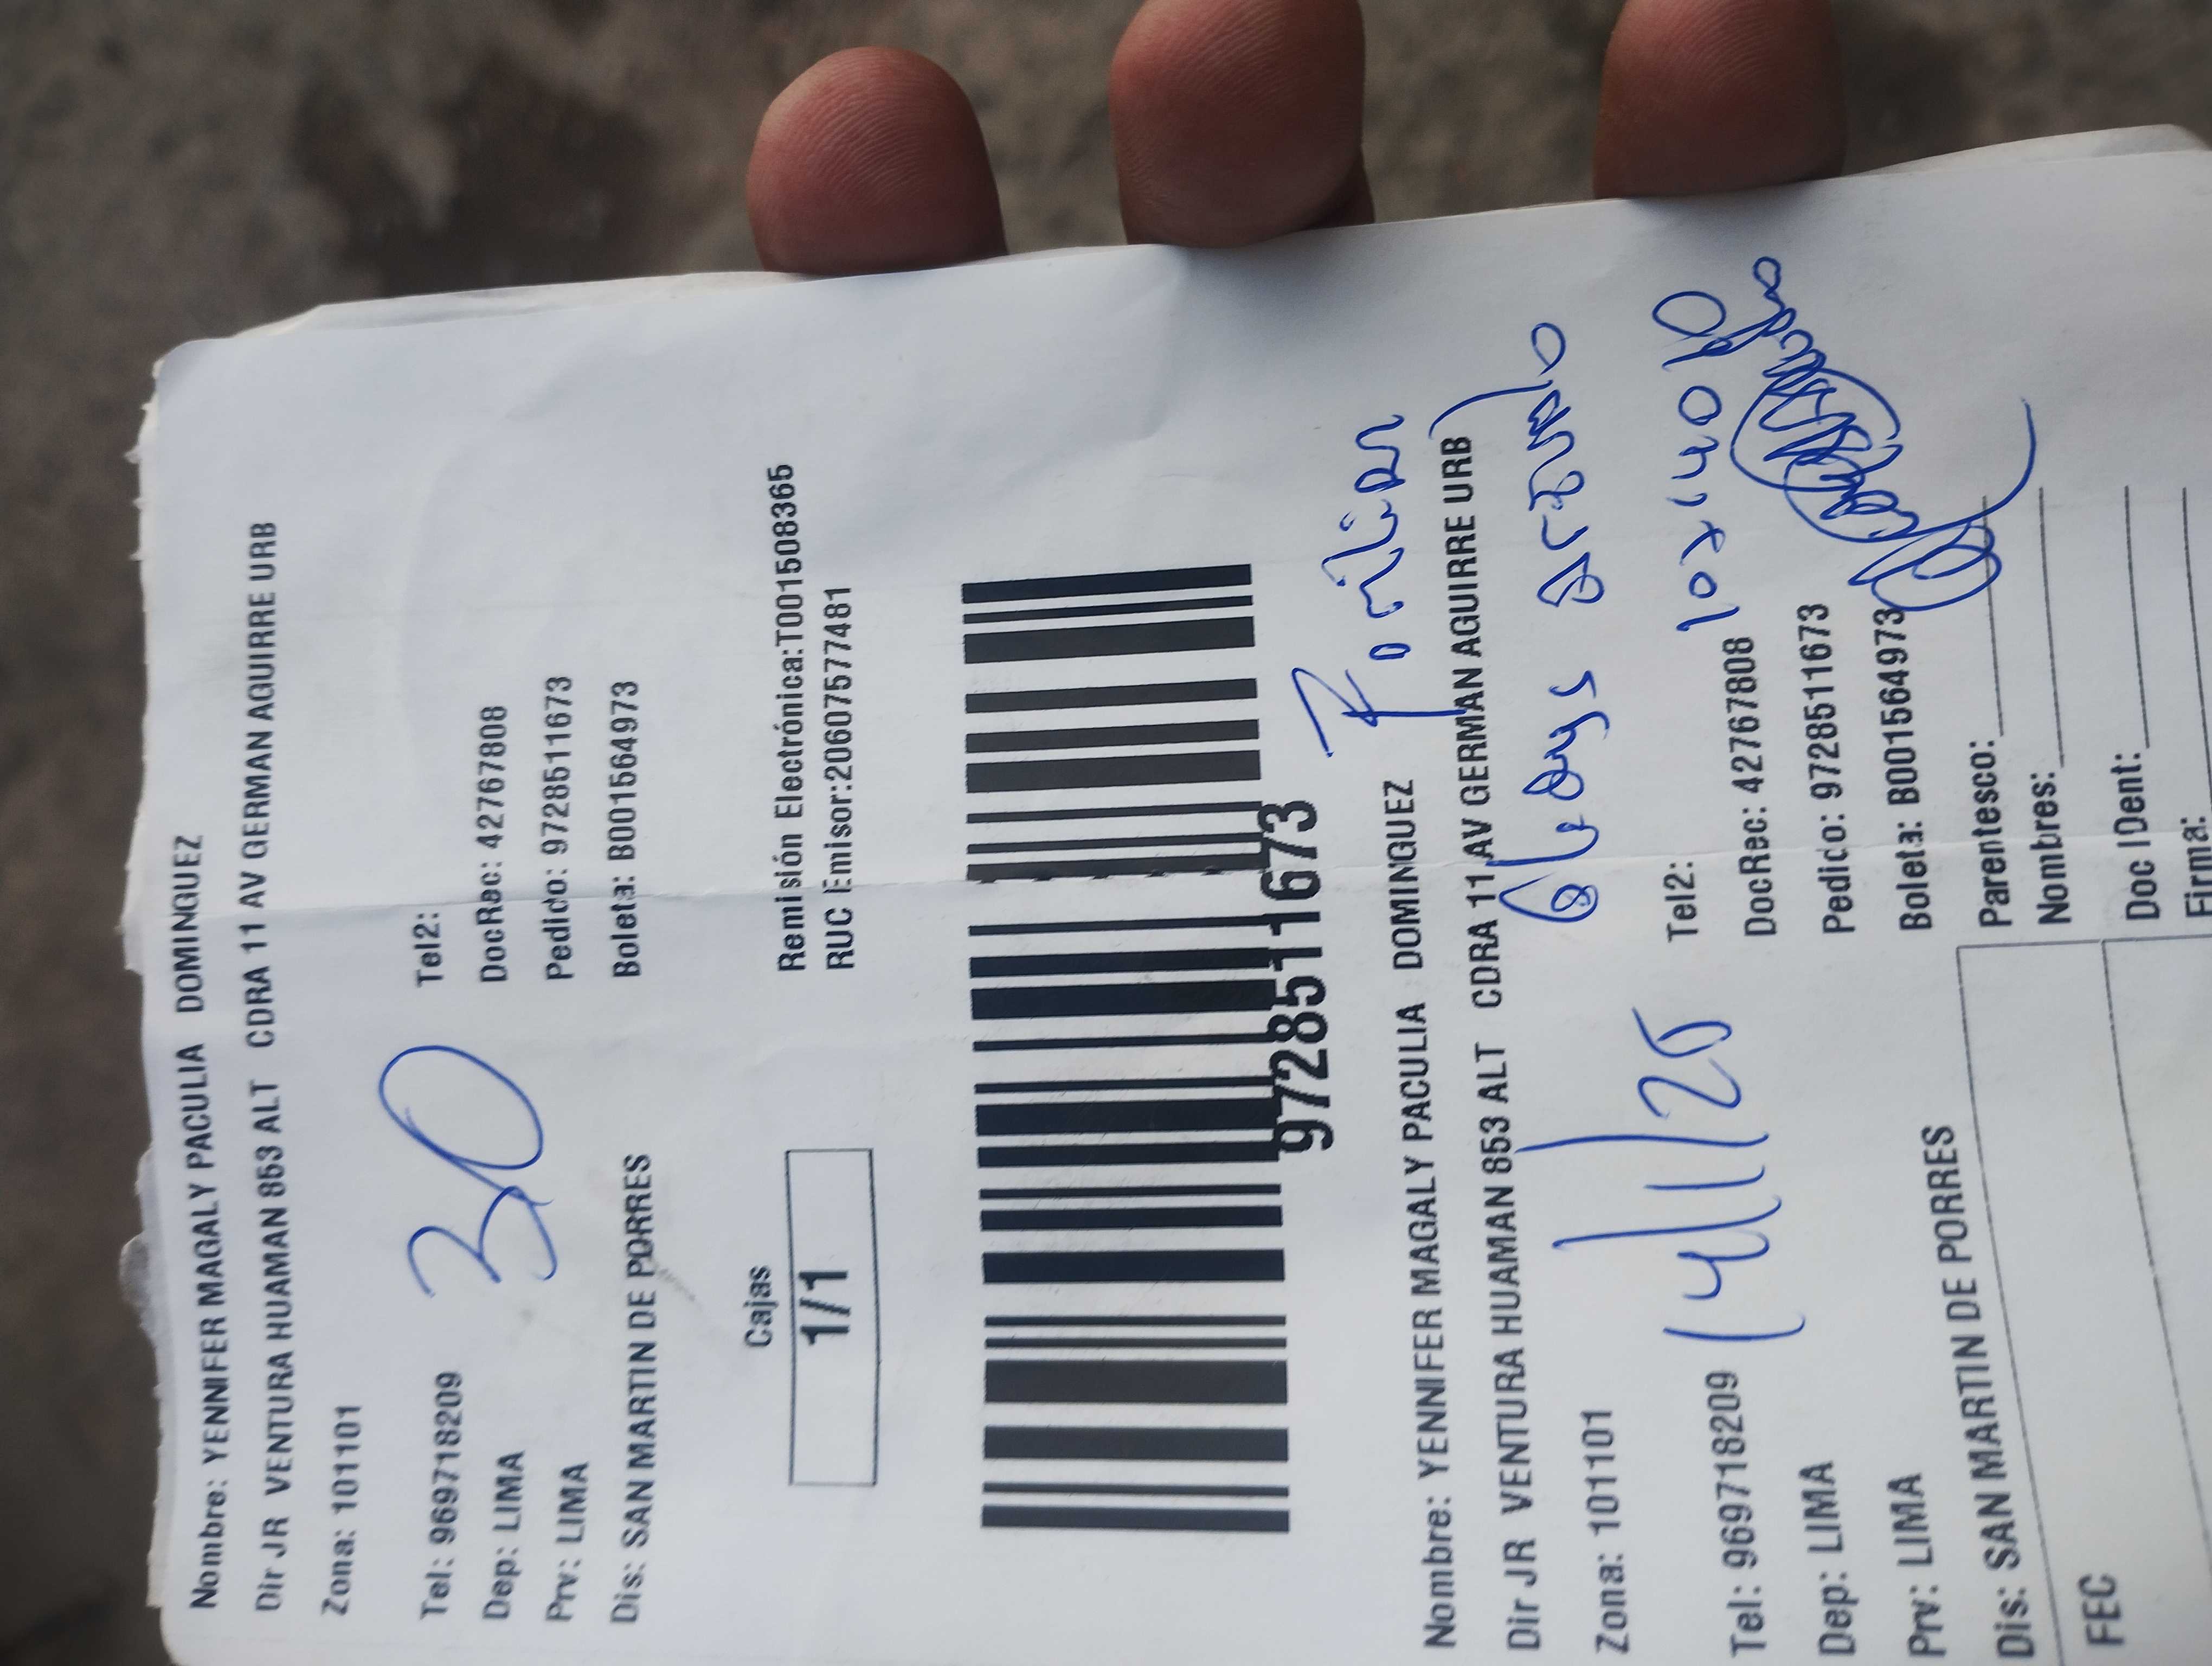 Nombre: YENNIFER MAGALY PACULIA DOMINGUEZ
Dir JR VENTURA HUAMAN 853 ALT CDRA 11 AV GERMAN AGUIRRE URB
Zona: 101101
30
Tel: 969718209 Tel2:
Dep: LIMA DocRec: 42767808
Prv: LIMA Pedido: 9728511673
Dis: SAN MARTIN DE PORRES Boleta: B001564973
Cajas
1/1
Remisión Electrónica:T001508365
RUC Emisor:20607577481
9728511673
Familiar
Nombre: YENNIFER MAGALY PACULIA DOMINGUEZ
Dir JR VENTURA HUAMAN 853 ALT CDRA 11 AV GERMAN AGUIRRE URB
Gladys Arevalo
Zona: 101101
14/11/25
Tel: 969718209 Tel2:
Dep: LIMA DocRec: 42767808
Prv: LIMA Pedido: 9728511673
Dis: SAN MARTIN DE PORRES Boleta: B001564973
Parentesco:
Nombres:
Doc IDent:
Firma:
FEC